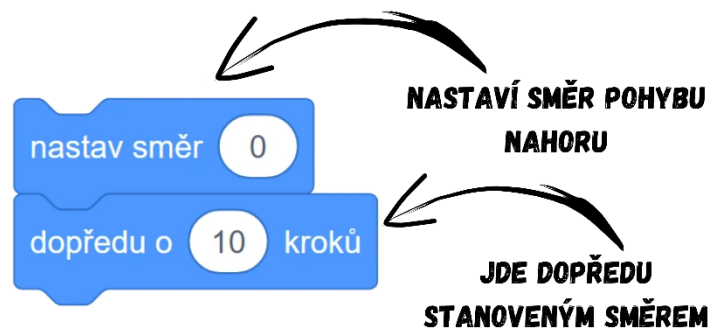 nastav směr 0
NASTAVÍ SMĚR POHYBU
NAHORU
dopředu o 10 kroků
JDE DOPŘEDU
STANOVENÝM SMĚREM